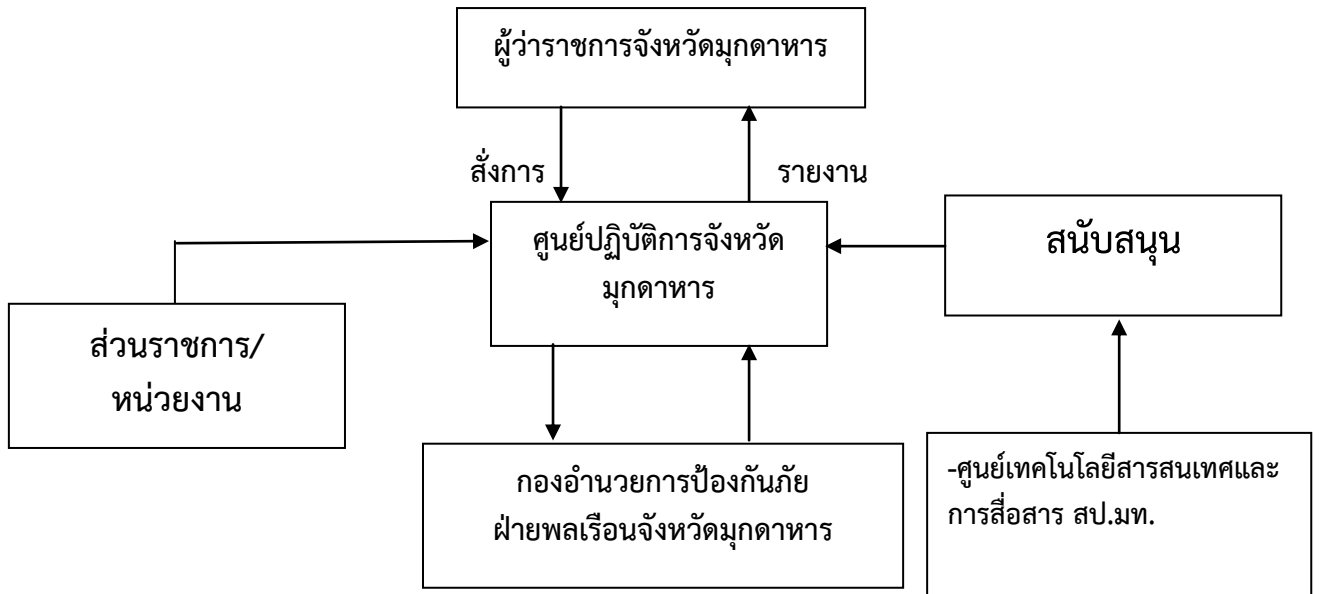 ผู้ว่าราชการจังหวัดมุกดาหาร
สั่งการ
รายงาน
ศูนย์ปฏิบัติการจังหวัด
มุกดาหาร
สนับสนุน
ส่วนราชการ/
หน่วยงาน
กองอำนวยการป้องกันภัย
ฝ่ายพลเรือนจังหวัดมุกดาหาร
-ศูนย์เทคโนโลยีสารสนเทศและ
การสื่อสาร สป.มท.